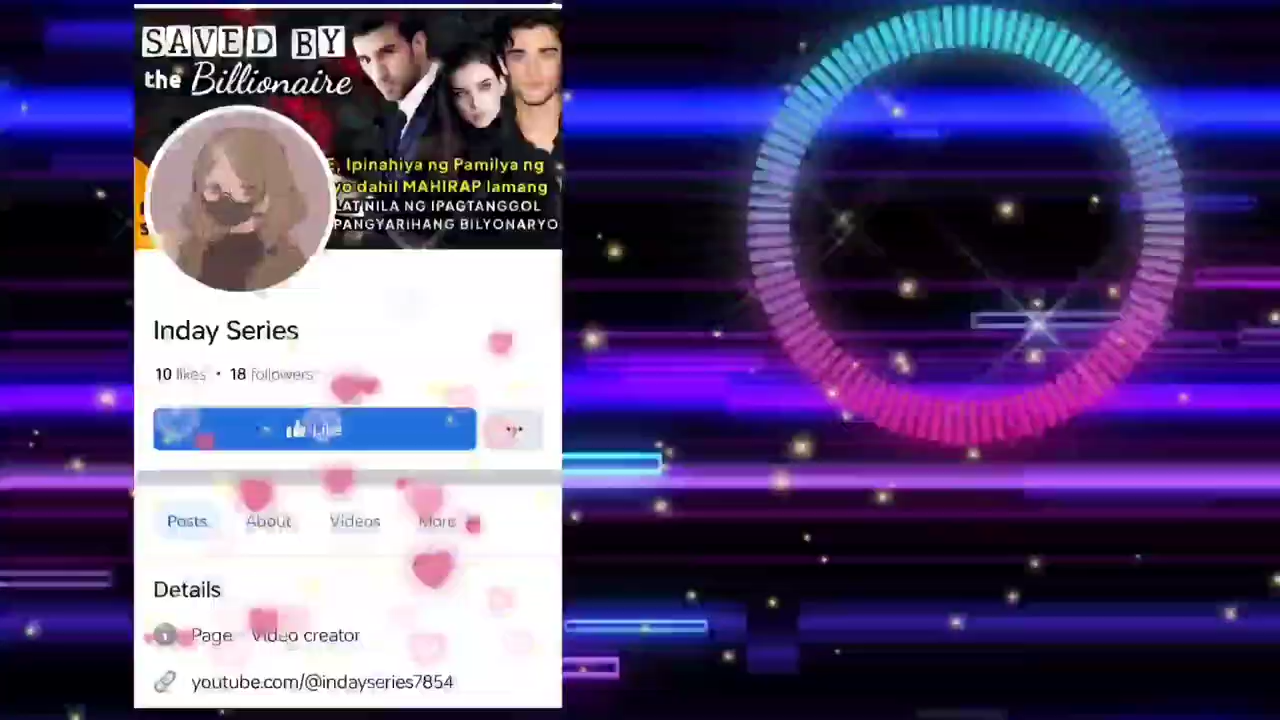 SAVED BY
the Billionaire
Ipinahiya ng Pamilya ng
dahil MAHIRAP lamang
NILA NG IPAGTANGGOL
PANGYARIHANG BILYONARYO
Inday Series
10 likes • 18 followers
Like
Posts About Videos More
Details
Page Video creator
youtube.com/@indayseries7854